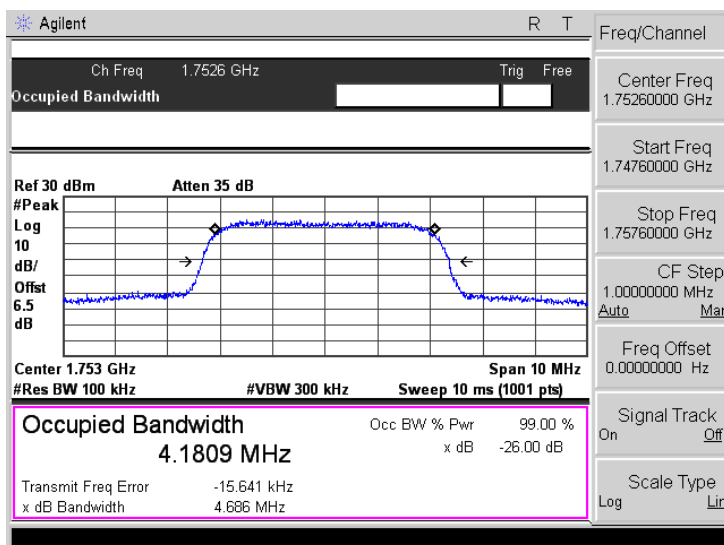 Agilent R T
Freq/Channel
Ch Freq 1.7526 GHz Trig Free
Occupied Bandwidth
Center Freq
1.75260000 GHz
Start Freq
1.74760000 GHz
Stop Freq
1.75760000 GHz
CF Step
1.00000000 MHz
Auto Man
Freq Offset
0.00000000 Hz
Signal Track
On Off
Scale Type
Log Lin
Ref 30 dBm Atten 35 dB
#Peak
Log
10
dB/
Offst
6.5
dB
Center 1.753 GHz Span 10 MHz
#Res BW 100 kHz #VBW 300 kHz Sweep 10 ms (1001 pts)
Occupied Bandwidth Occ BW % Pwr 99.00 %
4.1809 MHz x dB -26.00 dB
Transmit Freq Error -15.641 kHz
x dB Bandwidth 4.686 MHz